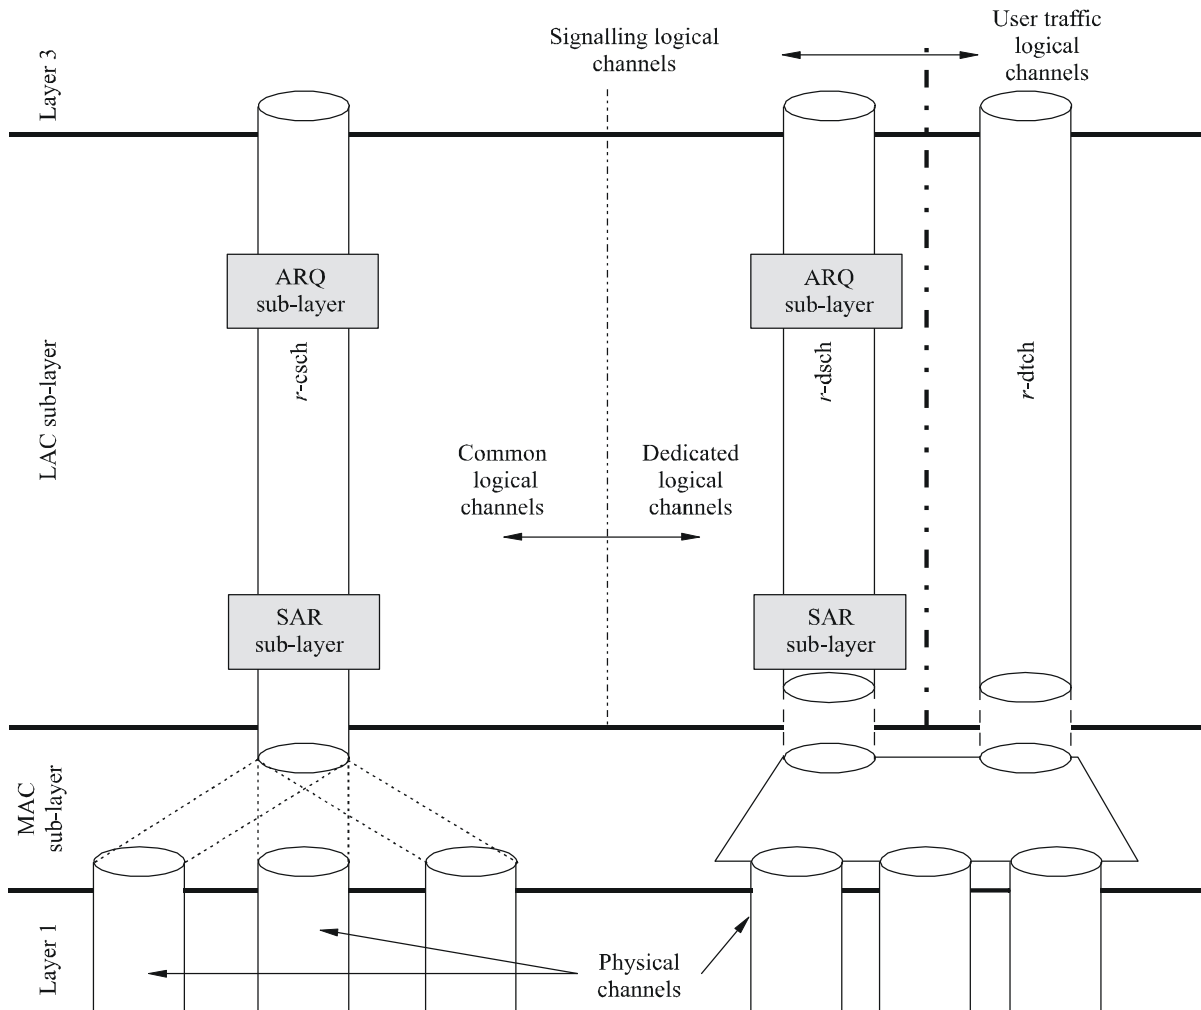 Layer 3
Signalling logical
channels
User traffic
logical
channels
ARQ
sub-layer
ARQ
sub-layer
LAC sub-layer
r-csch
r-dsch
r-dtch
Common
logical
channels
Dedicated
logical
channels
SAR
sub-layer
SAR
sub-layer
MAC
sub-layer
Layer 1
Physical
channels